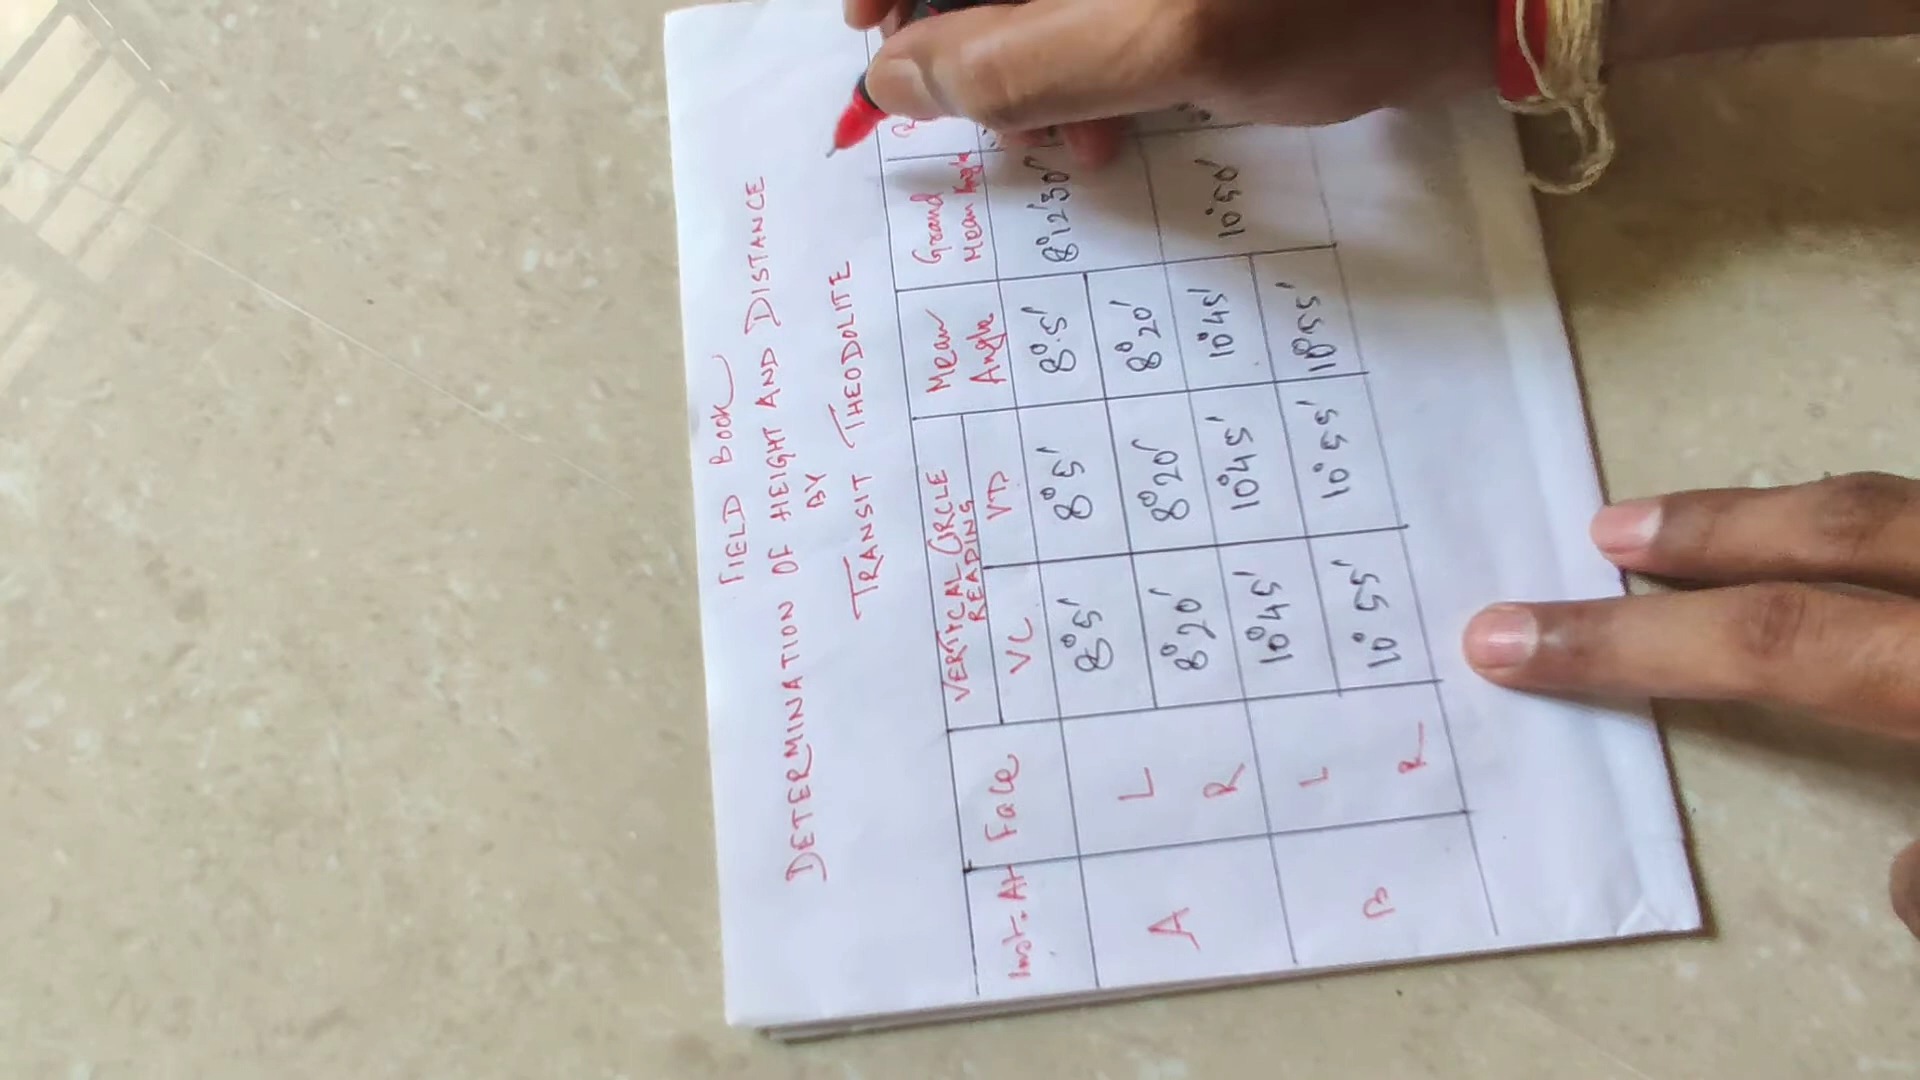 FIELD BOOK
DETERMINATION OF HEIGHT AND DISTANCE
BY
TRANSIT THEODOLITE
Inst. At Face VERTICAL CIRCLE READING Mean Angle Grand Mean Angle R
VC VD
A L 8°5' 8°5' 8°5' 8°12'30"
R 8°20' 8°20' 8°20'
B L 10°45' 10°45' 10°45' 10°50'
R 10°55' 10°55' 10°55'